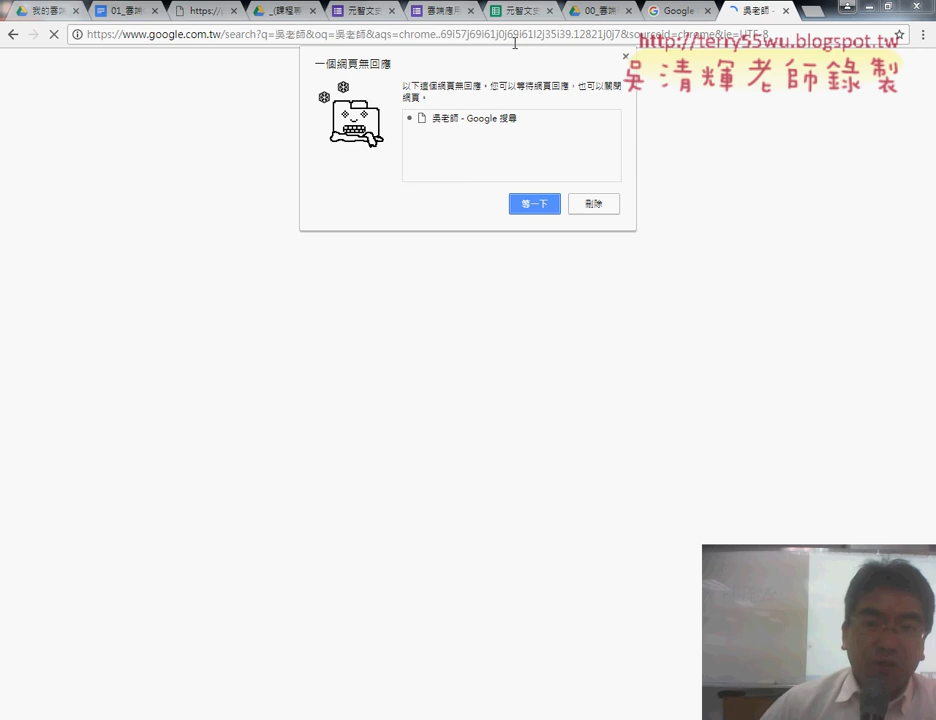 我的雲端
01_雲端
https://
_(課程
元智文史
雲端應用
元智文史
00_雲端
Google
吳老師 -
https://www.google.com.tw/search?q=吳老師&oq=吳老師&aqs=chrome..69i57j69i61j0j69i61l2j35i39.12821j0j7&sourceid=chrome&ie=UTF-8
http://terry55wu.blogspot.tw
吳清輝老師錄製
一個網頁無回應
以下這個網頁無回應。您可以等待網頁回應，也可以關閉
網頁。
吳老師 - Google 搜尋
等一下
刪除